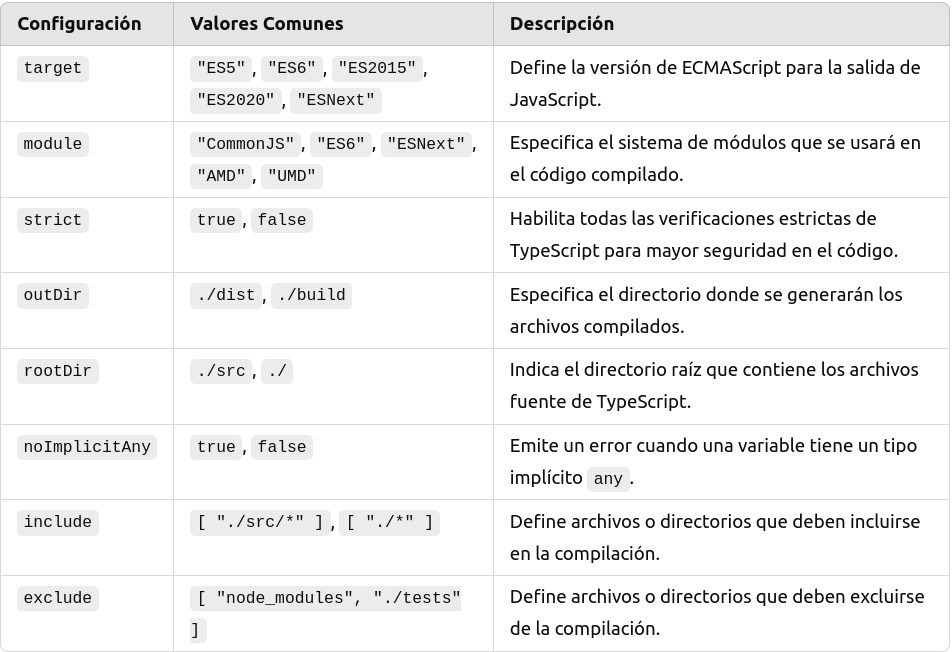 Configuración Valores Comunes Descripción
target "ES5", "ES6", "ES2015", Define la versión de ECMAScript para la salida de
"ES2020", "ESNext" JavaScript.
module "CommonJS", "ES6", "ESNext", Especifica el sistema de módulos que se usará en
"AMD", "UMD" el código compilado.
strict true, false Habilita todas las verificaciones estrictas de
TypeScript para mayor seguridad en el código.
outDir ./dist, ./build Especifica el directorio donde se generarán los
archivos compilados.
rootDir ./src, ./ Indica el directorio raíz que contiene los archivos
fuente de TypeScript.
noImplicitAny true, false Emite un error cuando una variable tiene un tipo
implícito any.
include [ "./src/*" ], [ "./*" ] Define archivos o directorios que deben incluirse
en la compilación.
exclude [ "node_modules", "./tests" Define archivos o directorios que deben excluirse
] de la compilación.